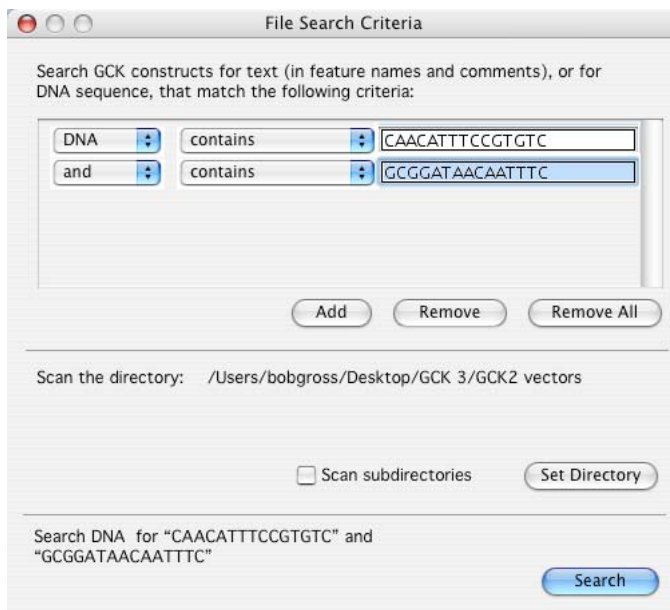 File Search Criteria
Search GCK constructs for text (in feature names and comments), or for
DNA sequence, that match the following criteria:
DNA contains CAACATTTCCGTGTC
and contains GCGGATAACAATTTC
Add Remove Remove All
Scan the directory: /Users/bobgross/Desktop/GCK 3/GCK2 vectors
Scan subdirectories Set Directory
Search DNA for “CAACATTTCCGTGTC” and
“GCGGATAACAATTTC”
Search